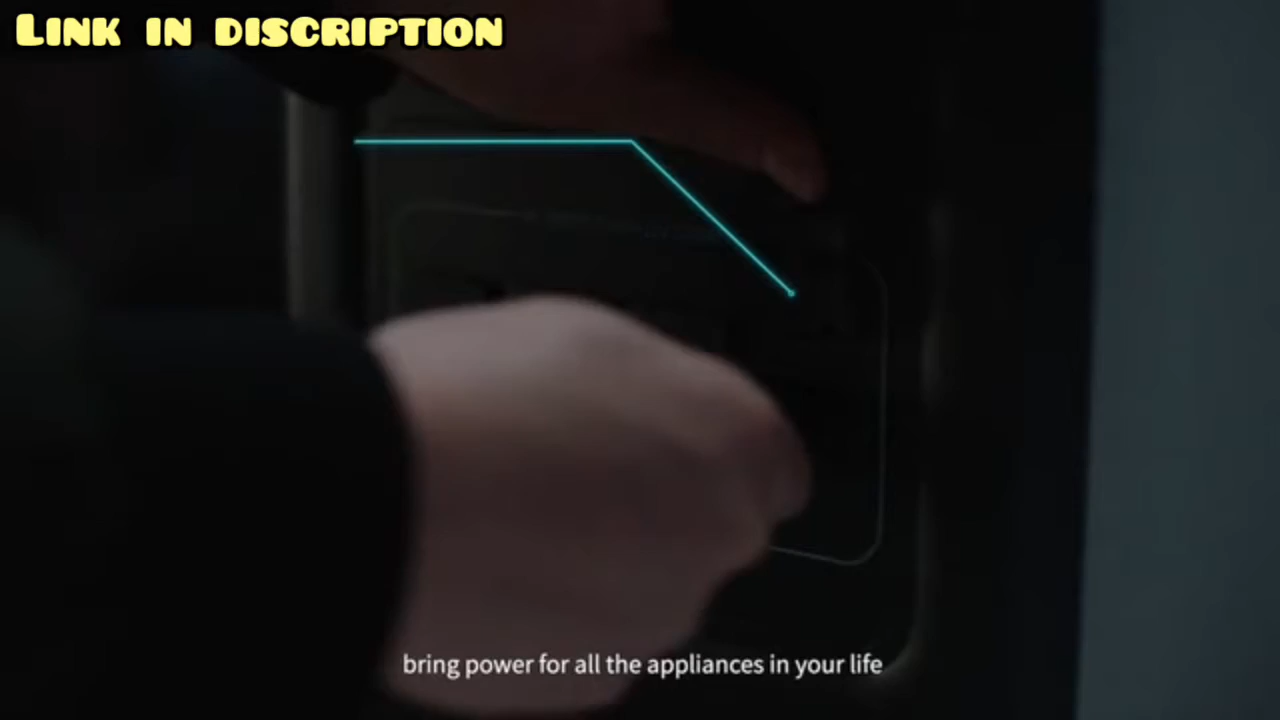 Link in discription
bring power for all the appliances in your life